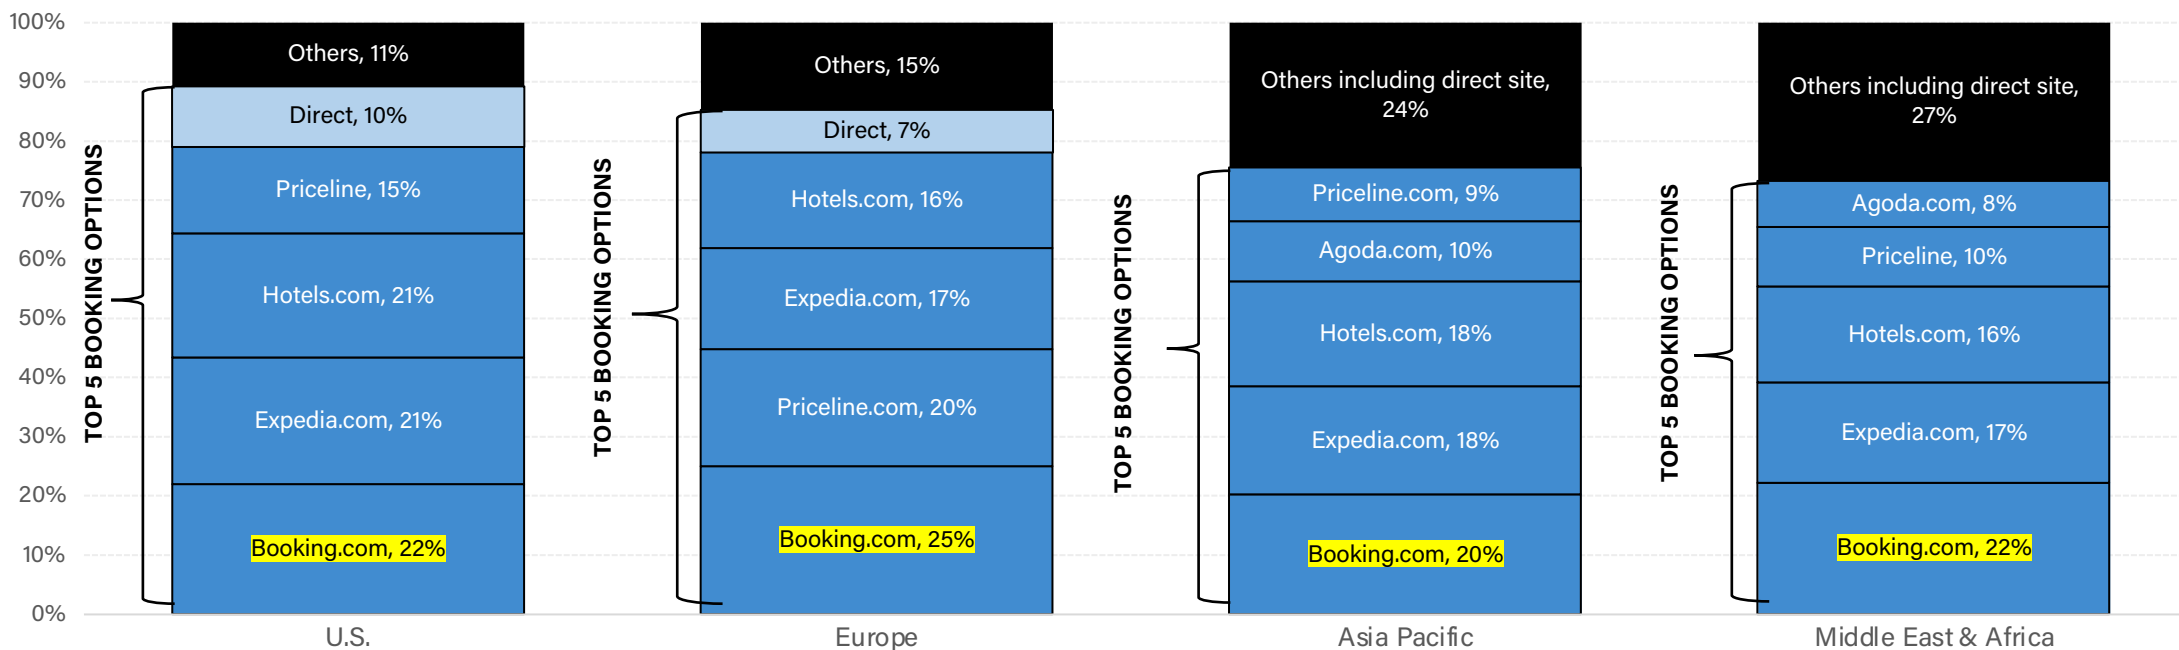 100%
90%
80%
70%
60%
50%
40%
30%
20%
10%
0%
TOP 5 BOOKING OPTIONS
Others, 11%
Direct, 10%
Priceline, 15%
Hotels.com, 21%
Expedia.com, 21%
Booking.com, 22%
U.S.
TOP 5 BOOKING OPTIONS
Others, 15%
Direct, 7%
Hotels.com, 16%
Expedia.com, 17%
Priceline.com, 20%
Booking.com, 25%
Europe
TOP 5 BOOKING OPTIONS
Others including direct site,
24%
Priceline.com, 9%
Agoda.com, 10%
Hotels.com, 18%
Expedia.com, 18%
Booking.com, 20%
Asia Pacific
TOP 5 BOOKING OPTIONS
Others including direct site,
27%
Agoda.com, 8%
Priceline, 10%
Hotels.com, 16%
Expedia.com, 17%
Booking.com, 22%
Middle East & Africa